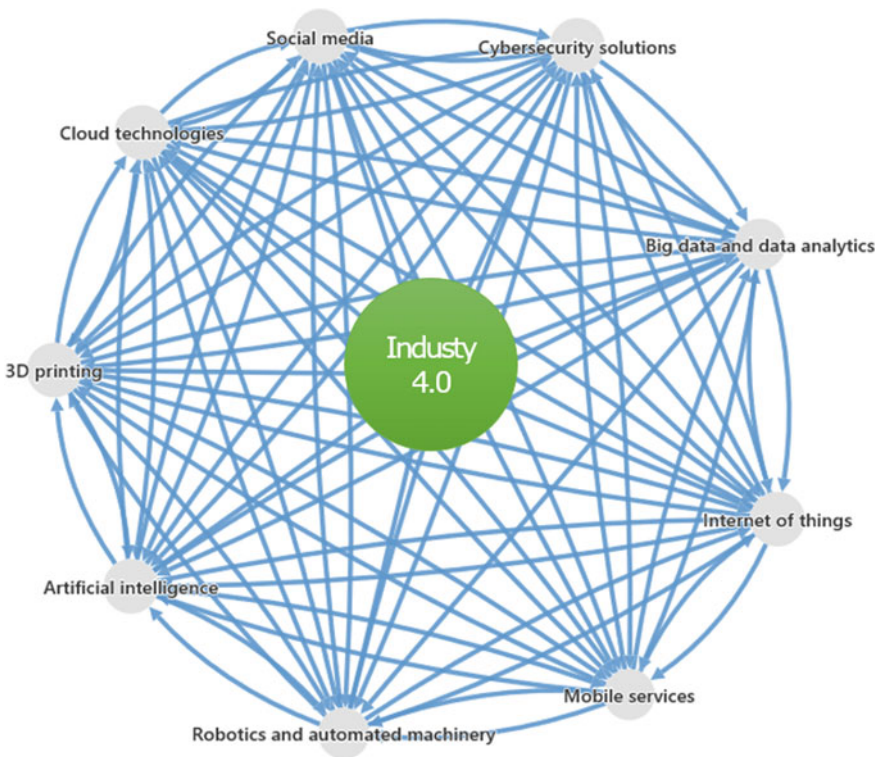 Social media
Cybersecurity solutions
Cloud technologies
Big data and data analytics
Industy
4.0
3D printing
Internet of things
Artificial intelligence
Mobile services
Robotics and automated machinery